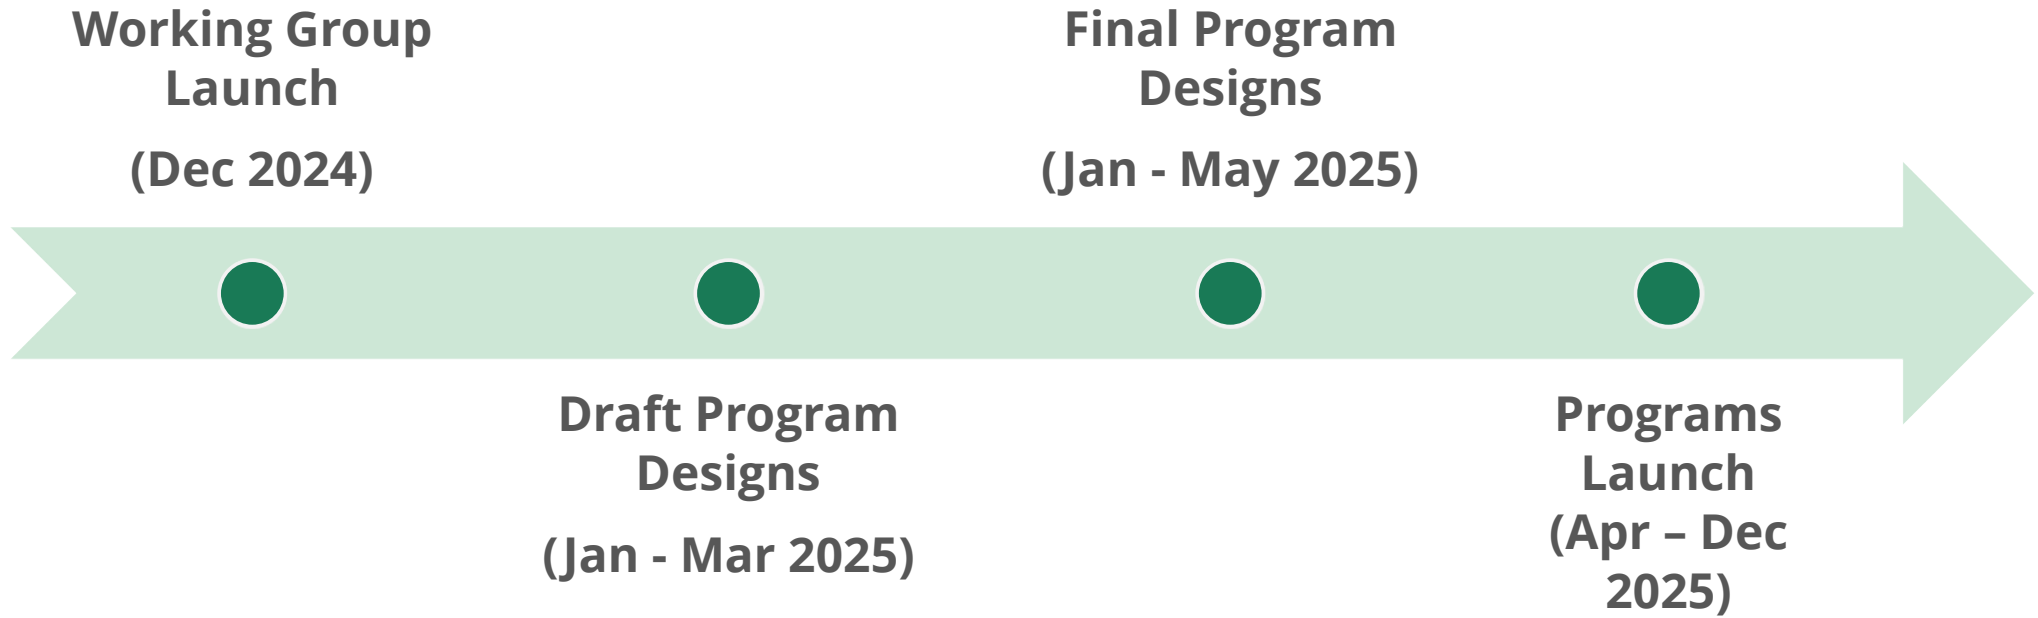 Working Group
Launch
(Dec 2024)
Draft Program
Designs
(Jan - Mar 2025)
Final Program
Designs
(Jan - May 2025)
Programs
Launch
(Apr – Dec
2025)